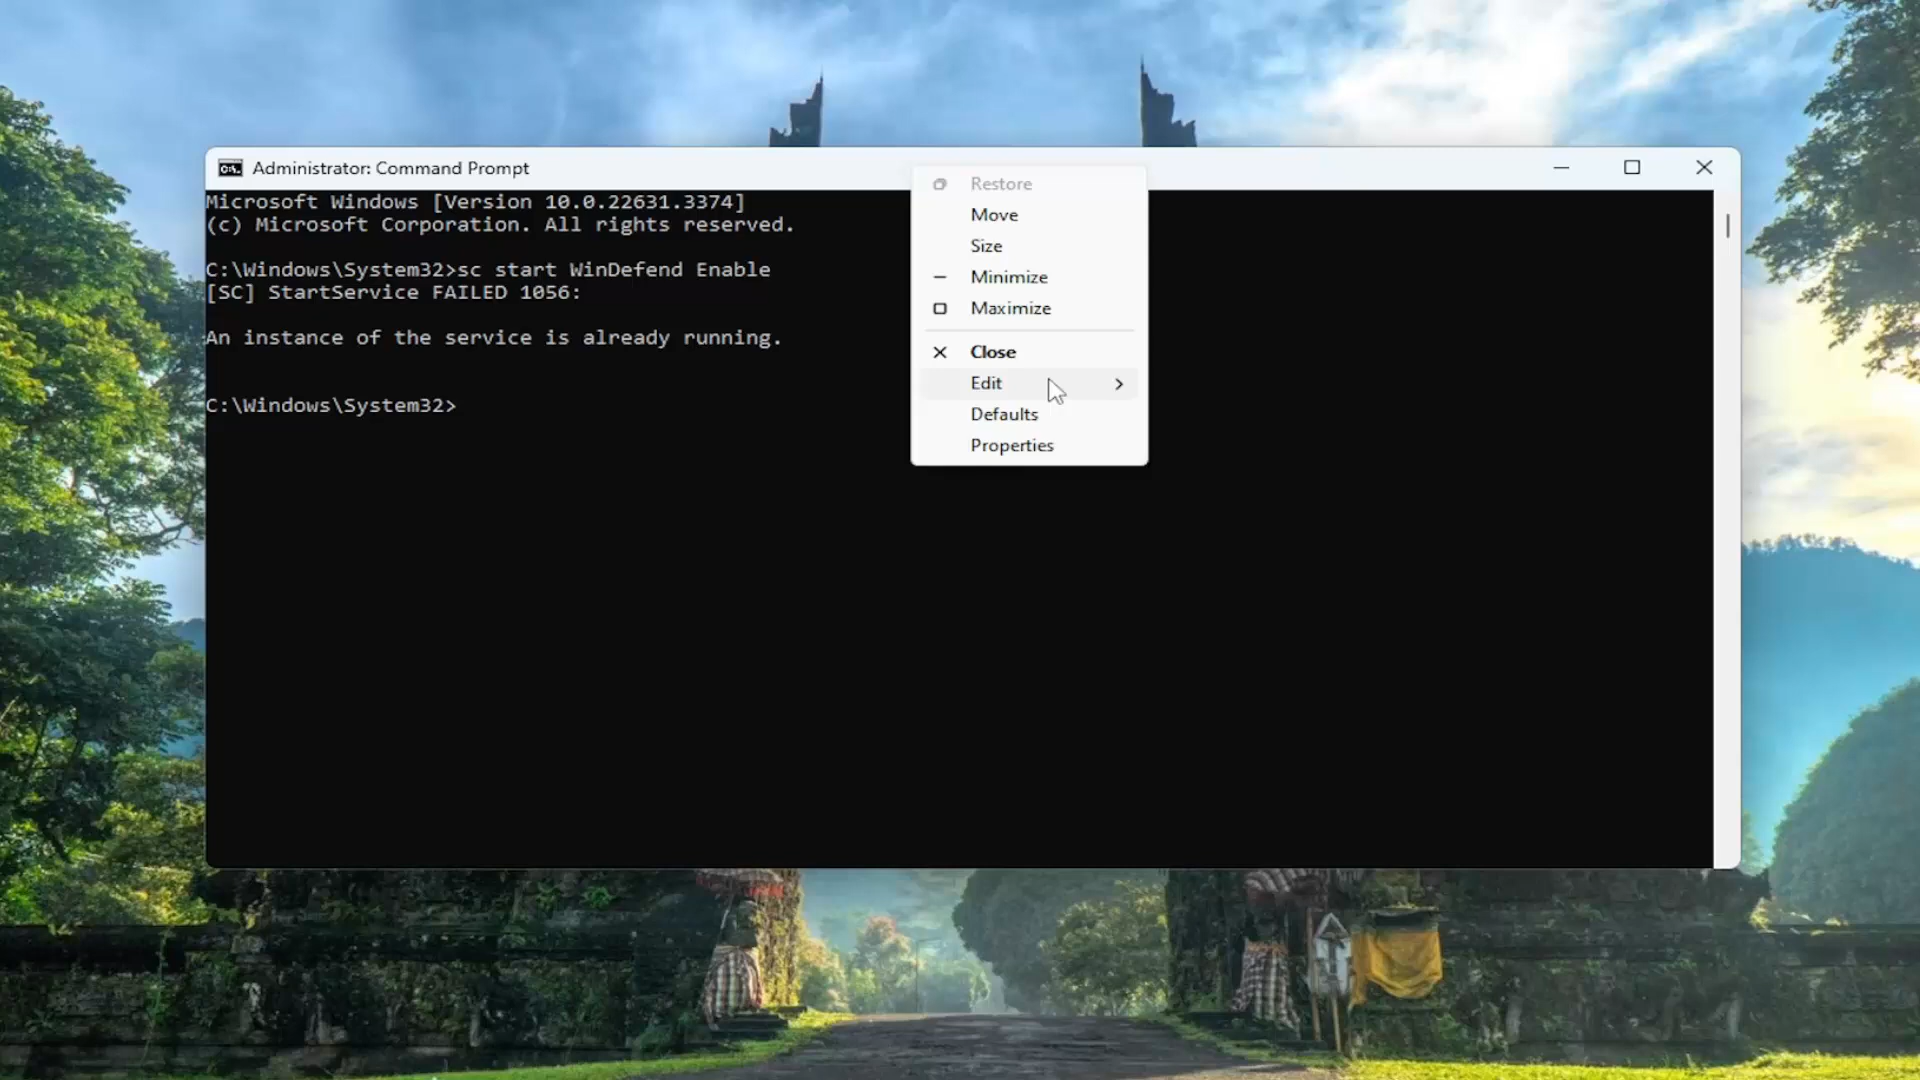 Administrator: Command Prompt
Microsoft Windows [Version 10.0.22631.3374]
(c) Microsoft Corporation. All rights reserved.
C:\Windows\System32>sc start WinDefend Enable
[SC] StartService FAILED 1056:
An instance of the service is already running.
C:\Windows\System32>
Restore
Move
Size
Minimize
Maximize
Close
Edit
Defaults
Properties